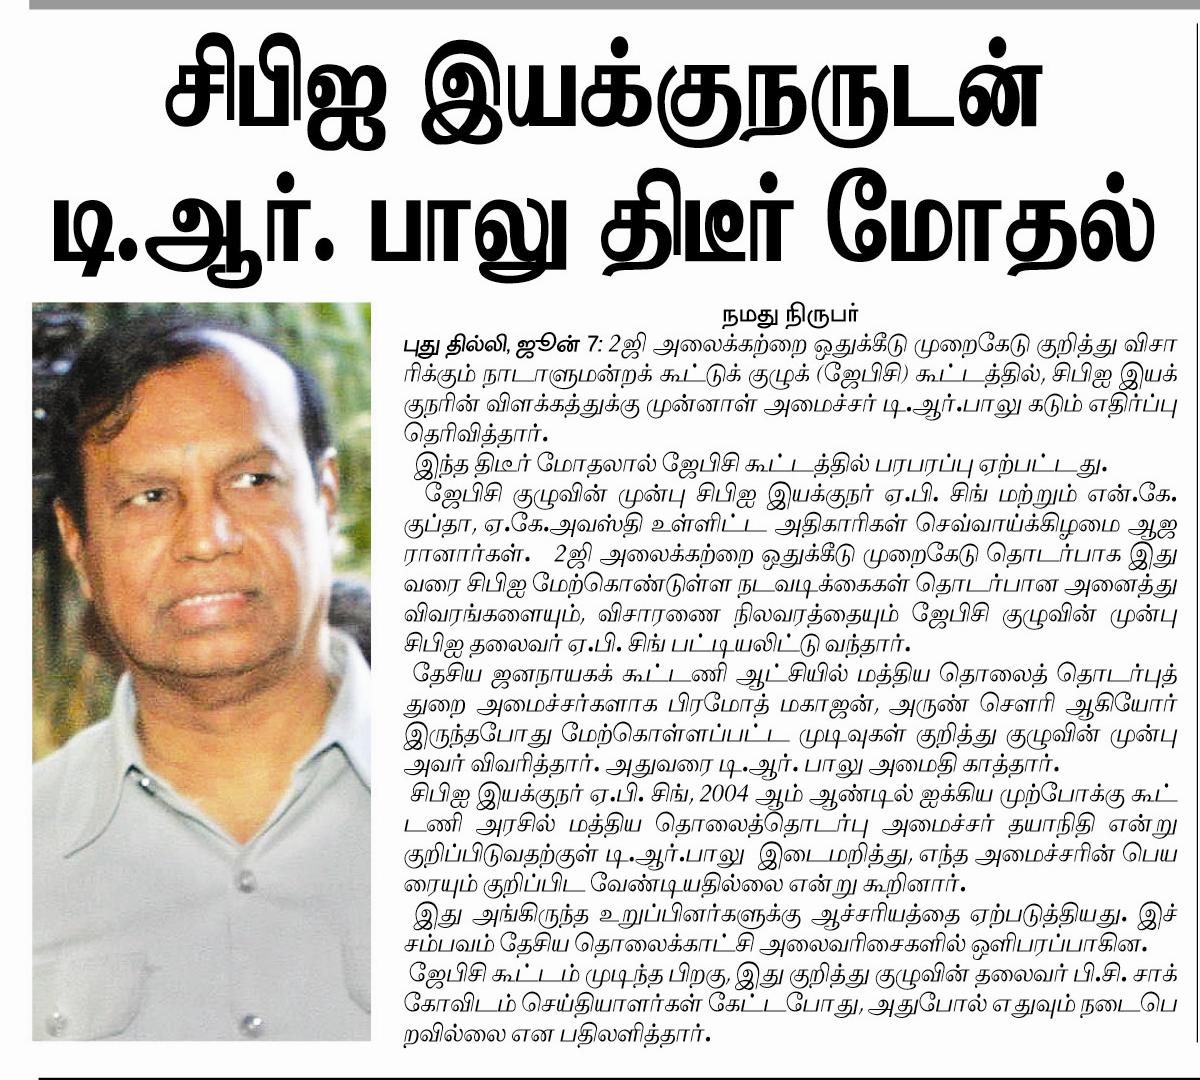 சிபிஐ இயக்குநருடன்
டி.ஆர். பாலு திடீர் மோதல்
நமது நிருபர்
புது தில்லி, ஜூன் 7: 2ஜி அலைக்கற்றை ஒதுக்கீடு முறைகேடு குறித்து விசா
ரிக்கும் நாடாளுமன்றக் கூட்டுக் குழுக் (ஜேபிசி) கூட்டத்தில், சிபிஐ இயக்
குநரின் விளக்கத்துக்கு முன்னாள் அமைச்சர் டி.ஆர்.பாலு கடும் எதிர்ப்பு
தெரிவித்தார்.
இந்த திடீர் மோதலால் ஜேபிசி கூட்டத்தில் பரபரப்பு ஏற்பட்டது.
ஜேபிசி குழுவின் முன்பு சிபிஐ இயக்குநர் ஏ.பி. சிங் மற்றும் என்.கே.
குப்தா, ஏ.கே.அவஸ்தி உள்ளிட்ட அதிகாரிகள் செவ்வாய்க்கிழமை ஆஜ
ரானார்கள். 2ஜி அலைக்கற்றை ஒதுக்கீடு முறைகேடு தொடர்பாக இது
வரை சிபிஐ மேற்கொண்டுள்ள நடவடிக்கைகள் தொடர்பான அனைத்து
விவரங்களையும், விசாரணை நிலவரத்தையும் ஜேபிசி குழுவின் முன்பு
சிபிஐ தலைவர் ஏ.பி. சிங் பட்டியலிட்டு வந்தார்.
தேசிய ஜனநாயகக் கூட்டணி ஆட்சியில் மத்திய தொலைத் தொடர்புத்
துறை அமைச்சர்களாக பிரமோத் மகாஜன், அருண் சௌரி ஆகியோர்
இருந்தபோது மேற்கொள்ளப்பட்ட முடிவுகள் குறித்து குழுவின் முன்பு
அவர் விவரித்தார். அதுவரை டி.ஆர். பாலு அமைதி காத்தார்.
சிபிஐ இயக்குநர் ஏ.பி. சிங், 2004 ஆம் ஆண்டில் ஐக்கிய முற்போக்கு கூட்
டணி அரசில் மத்திய தொலைத்தொடர்பு அமைச்சர் தயாநிதி என்று
குறிப்பிடுவதற்குள் டி.ஆர்.பாலு இடைமறித்து, எந்த அமைச்சரின் பெய
ரையும் குறிப்பிட வேண்டியதில்லை என்று கூறினார்.
இது அங்கிருந்த உறுப்பினர்களுக்கு ஆச்சரியத்தை ஏற்படுத்தியது. இச்
சம்பவம் தேசிய தொலைக்காட்சி அலைவரிசைகளில் ஒளிபரப்பாகின.
ஜேபிசி கூட்டம் முடிந்த பிறகு, இது குறித்து குழுவின் தலைவர் பி.சி. சாக்
கோவிடம் செய்தியாளர்கள் கேட்டபோது, அதுபோல் எதுவும் நடைபெ
றவில்லை என பதிலளித்தார்.